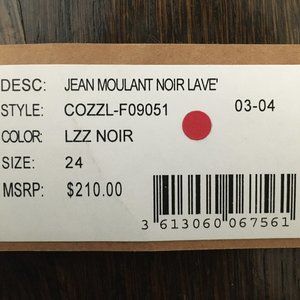 DESC: JEAN MOULANT NOIR LAVE'
STYLE: COZZL-F09051 03-04
COLOR: LZZ NOIR
SIZE: 24
MSRP: $210.00
3 613060 067561